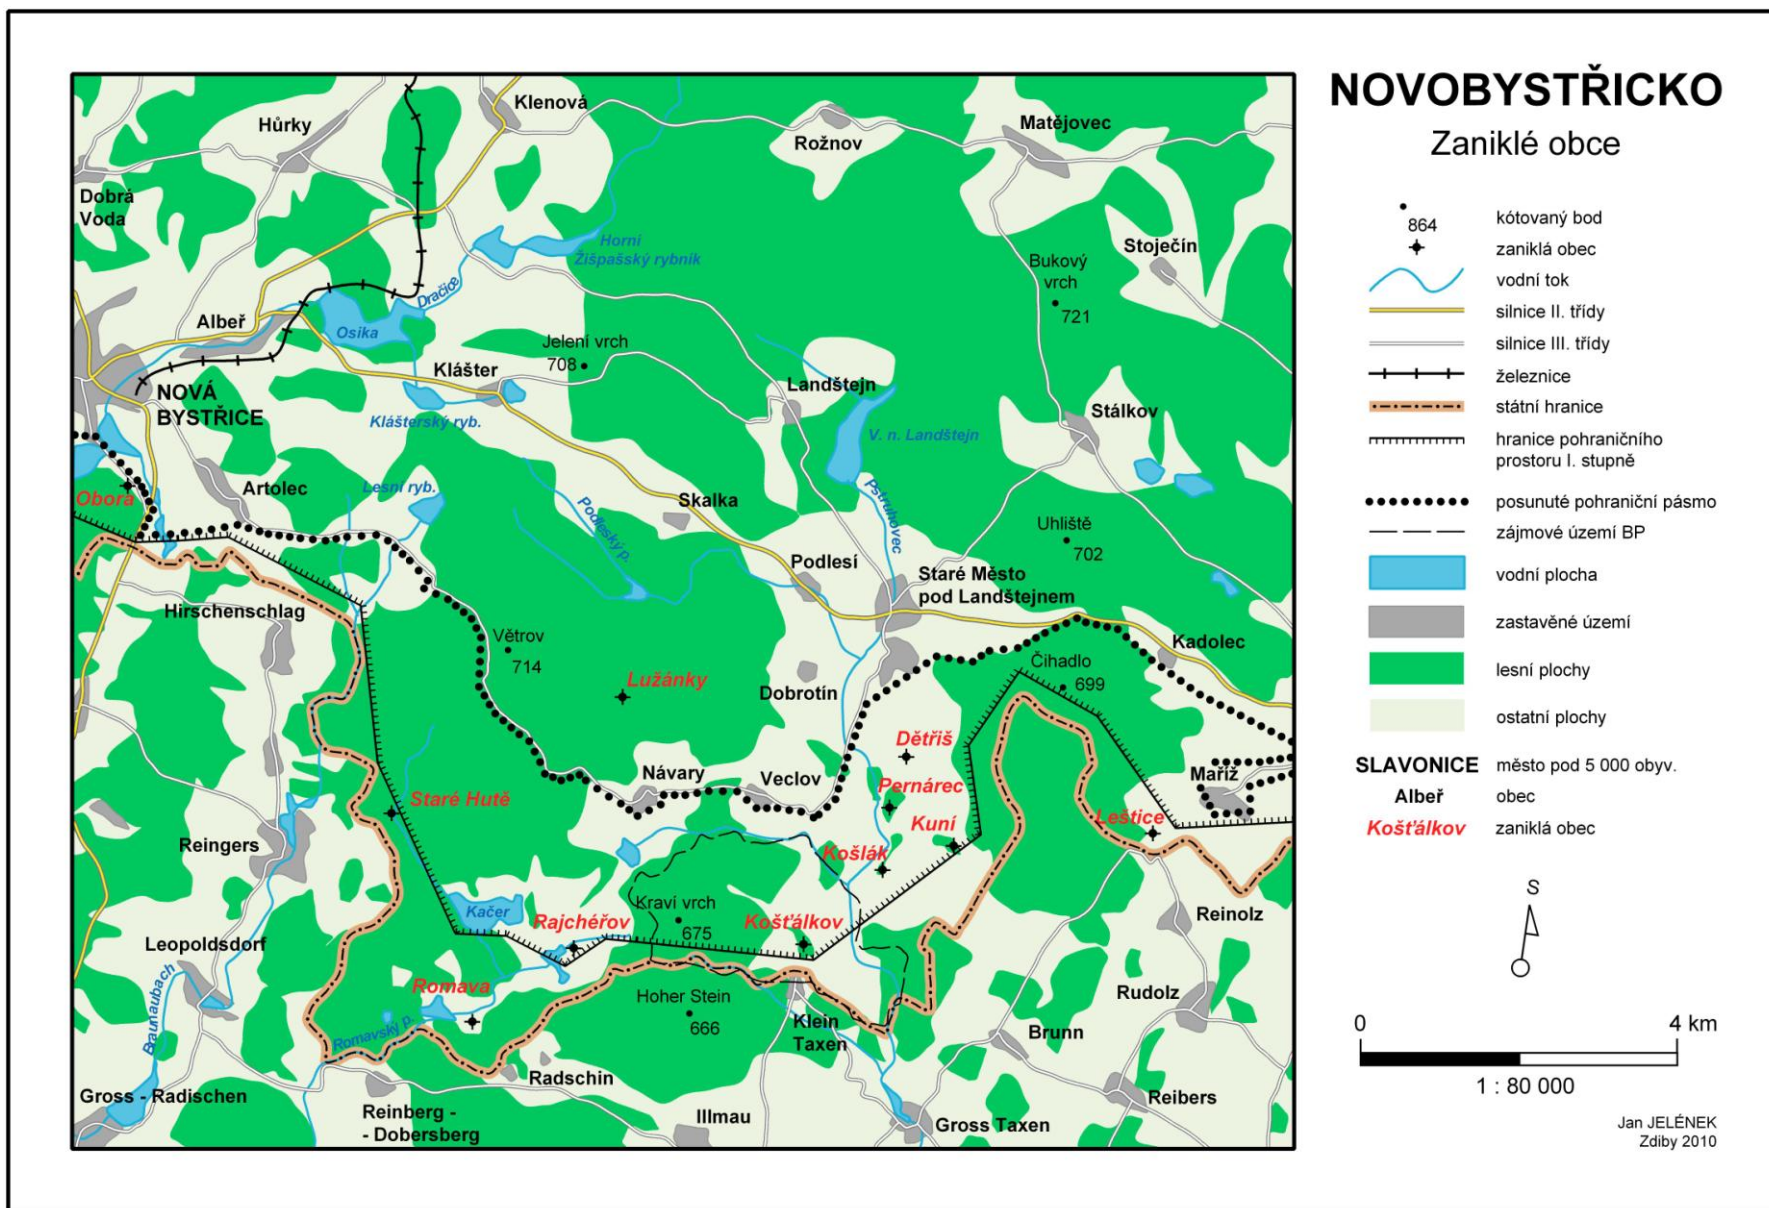 NOVOBYSTŘICKO
Zaniklé obce
Klenová
Hůrky
Rožnov
Matějovec
Dobrá
Voda
Horní
Žišpašský rybník
Stoječín
Bukový
vrch
721
Dračice
Albeř
Osika
Jelení vrch
708
Klášter
Landštejn
NOVÁ
BYSTŘICE
Klášterský ryb.
V. n. Landštejn
Stálkov
Obora
Artolec
Lesní ryb.
Podleský p.
Skalka
Pstruhovec
Uhliště
702
Podlesí
Staré Město
pod Landštejnem
Hirschenschlag
Větrov
714
Lužánky
Dobrotín
Kadolec
Čihadlo
699
Dětřiš
Návary
Veclov
Pernárec
Maříž
Staré Hutě
Kuní
Leštice
Reingers
Košlák
Kačer
Rajchéřov
Kraví vrch
675
Košťálkov
Reinolz
Leopoldsdorf
Braunaubach
Romava
Romavský p.
Hoher Stein
666
Klein
Taxen
Rudolz
Brunn
Radschin
Gross - Radischen
Reinberg -
- Dobersberg
Illmau
Gross Taxen
Reibers
864
kótovaný bod
zaniklá obec
vodní tok
silnice II. třídy
silnice III. třídy
železnice
státní hranice
hranice pohraničního
prostoru I. stupně
posunuté pohraniční pásmo
zájmové území BP
vodní plocha
zastavěné území
lesní plochy
ostatní plochy
SLAVONICE město pod 5 000 obyv.
Albeř obec
Košťálkov zaniklá obec
S
0 4 km
1 : 80 000
Jan JELÉNEK
Zdiby 2010